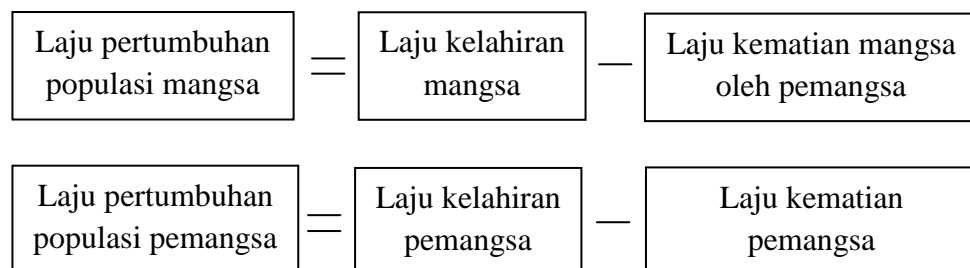 Laju pertumbuhan
populasi mangsa
=
Laju kelahiran
mangsa
–
Laju kematian mangsa
oleh pemangsa
Laju pertumbuhan
populasi pemangsa
=
Laju kelahiran
pemangsa
–
Laju kematian
pemangsa